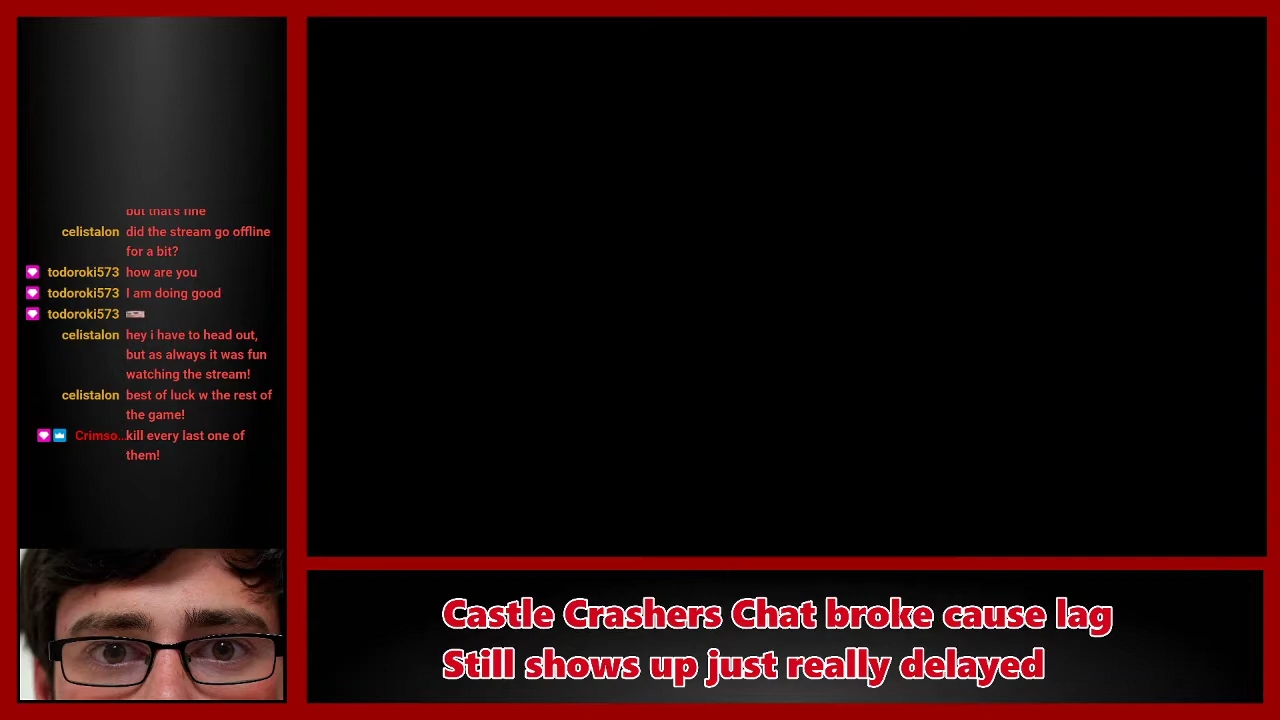 but that's fine
celistalon did the stream go offline
for a bit?
todoroki573 how are you
todoroki573 I am doing good
todoroki573
celistalon hey i have to head out,
but as always it was fun
watching the stream!
celistalon best of luck w the rest of
the game!
Crimso... kill every last one of
them!
Castle Crashers Chat broke cause lag
Still shows up just really delayed